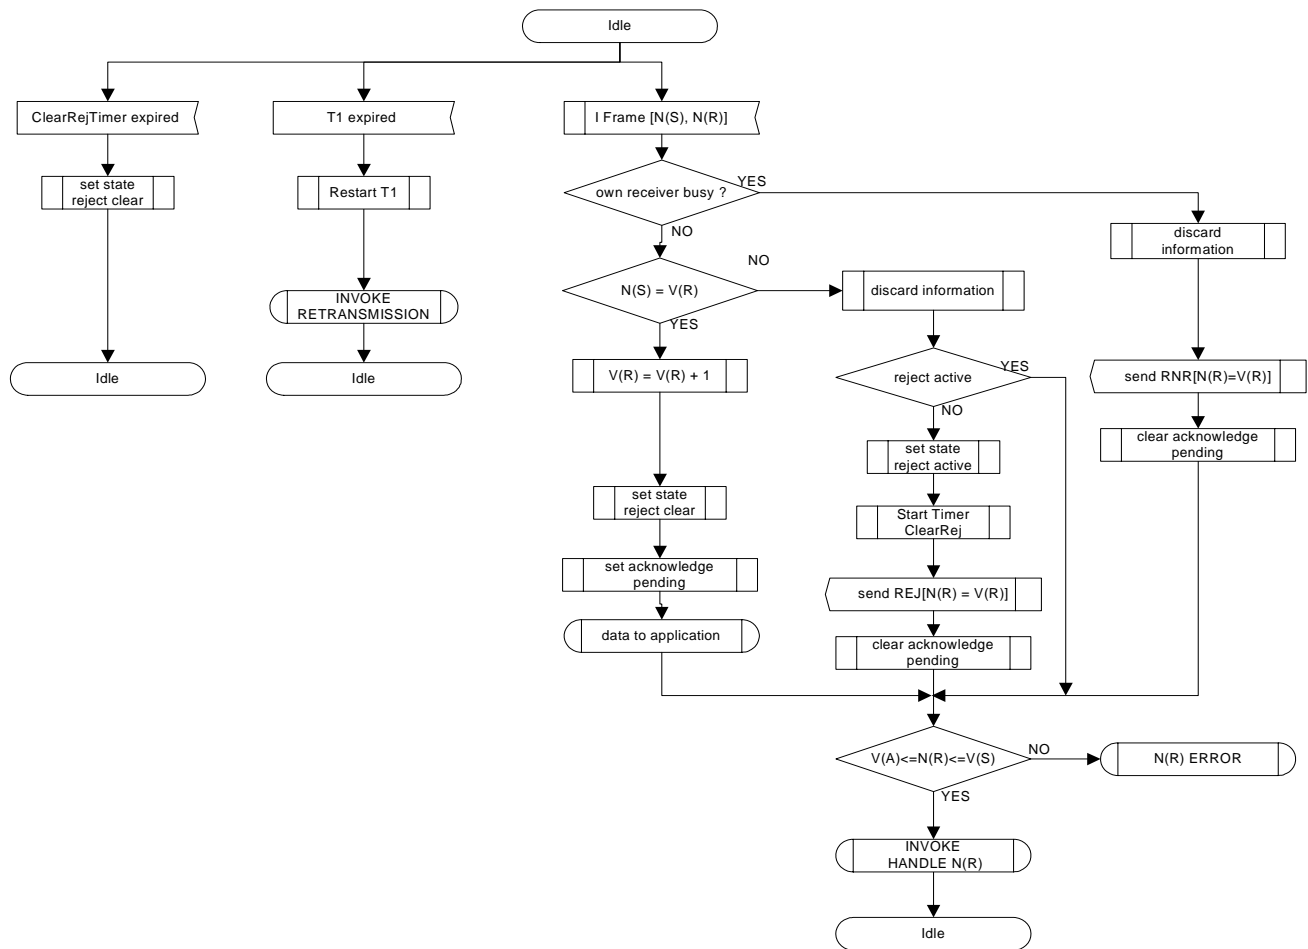 Idle
ClearRejTimer expired
T1 expired
I Frame [N(S), N(R)]
set state
reject clear
Restart T1
own receiver busy ?
YES
NO
discard
information
N(S) = V(R)
NO
YES
discard information
INVOKE
RETRANSMISSION
Idle
Idle
V(R) = V(R) + 1
reject active
YES
NO
send RNR[N(R)=V(R)]
clear acknowledge
pending
set state
reject active
set state
reject clear
Start Timer
ClearRej
set acknowledge
pending
send REJ[N(R) = V(R)]
data to application
clear acknowledge
pending
V(A)<=N(R)<=V(S)
NO
YES
N(R) ERROR
INVOKE
HANDLE N(R)
Idle